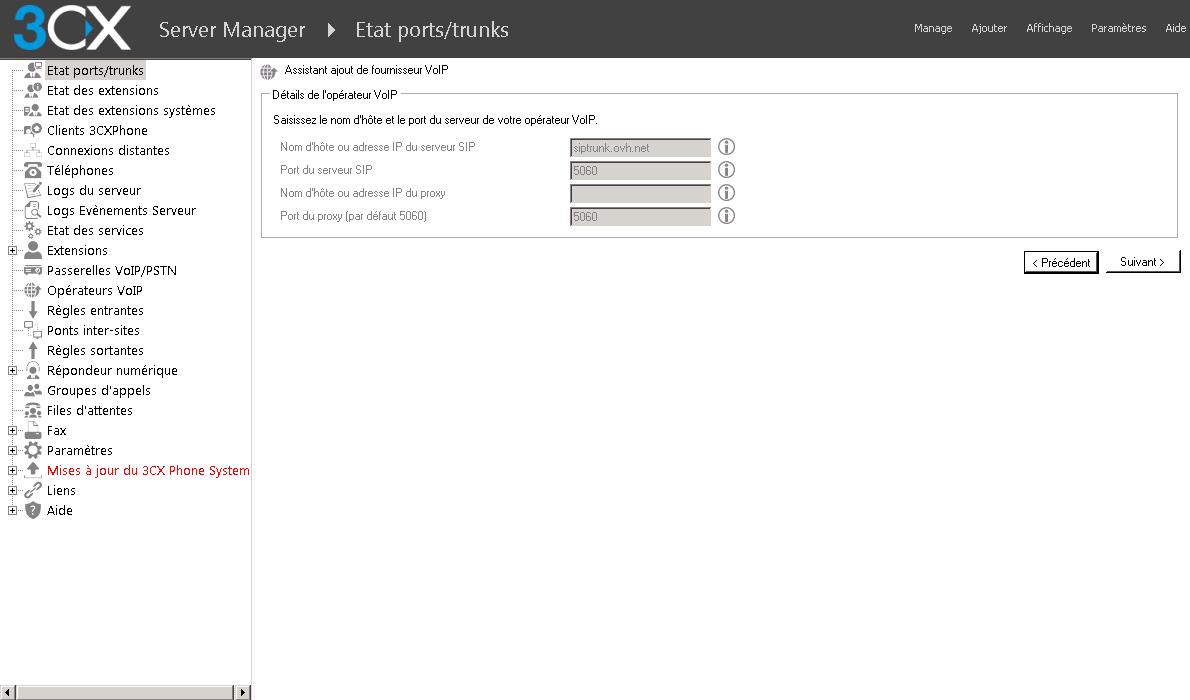 3CX Server Manager Etat ports/trunks Manage Ajouter Affichage Paramètres Aide
Etat ports/trunks
Etat des extensions
Etat des extensions systèmes
Clients 3CXPhone
Connexions distantes
Téléphones
Logs du serveur
Logs Evènements Serveur
Etat des services
Extensions
Passerelles VoIP/PSTN
Opérateurs VoIP
Règles entrantes
Ponts inter-sites
Règles sortantes
Répondeur numérique
Groupes d'appels
Files d'attentes
Fax
Paramètres
Mises à jour du 3CX Phone System
Liens
Aide
Assistant ajout de fournisseur VoIP
Détails de l'opérateur VoIP
Saisissez le nom d'hôte et le port du serveur de votre opérateur VoIP.
Nom d'hôte ou adresse IP du serveur SIP siptrunk.ovh.net
Port du serveur SIP 5060
Nom d'hôte ou adresse IP du proxy
Port du proxy (par défaut 5060) 5060
< Précédent Suivant >